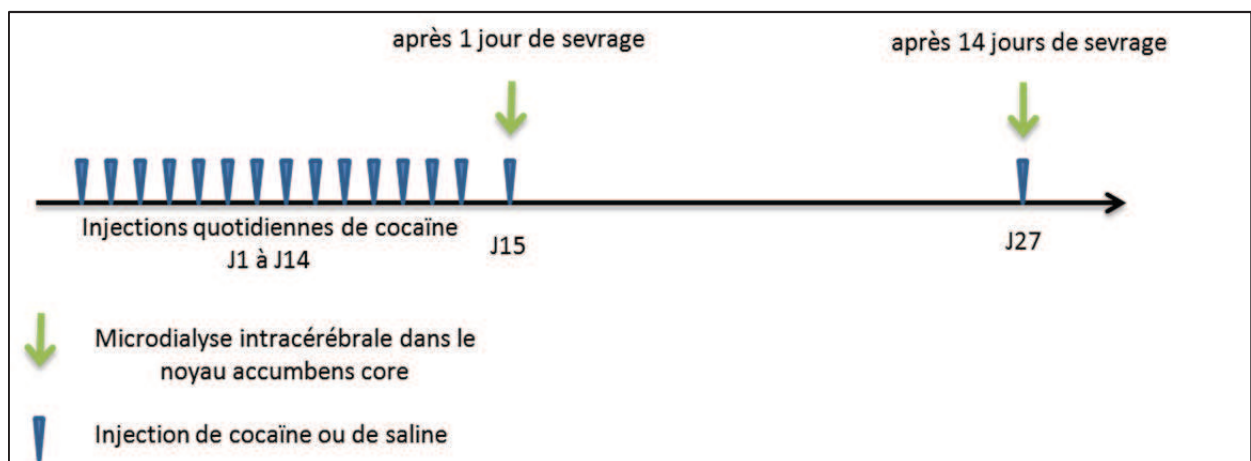 après 1 jour de sevrage
après 14 jours de sevrage
Injections quotidiennes de cocaïne
J1 à J14
J15
J27
Microdialyse intracérébrale dans le
noyau accumbens core
Injection de cocaïne ou de saline